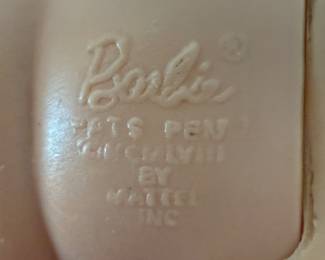 Barbie®
PATS PEND
©MCMLVIII
BY
MATTEL
INC